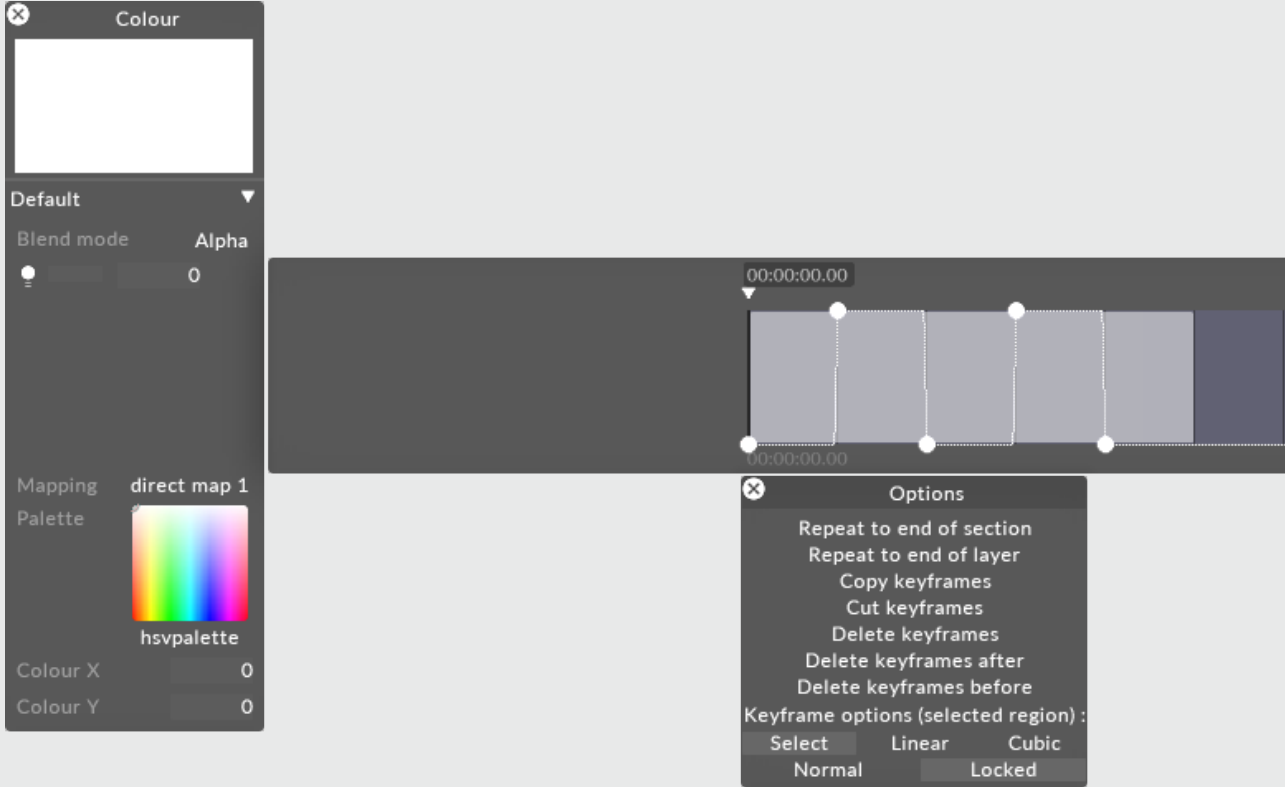 Colour
Default
Blend mode Alpha
0
00:00:00.00
00:00:00.00
Mapping direct map 1
Palette
hsvpalette
Colour X 0
Colour Y 0
Options
Repeat to end of section
Repeat to end of layer
Copy keyframes
Cut keyframes
Delete keyframes
Delete keyframes after
Delete keyframes before
Keyframe options (selected region) :
Select Linear Cubic
Normal Locked